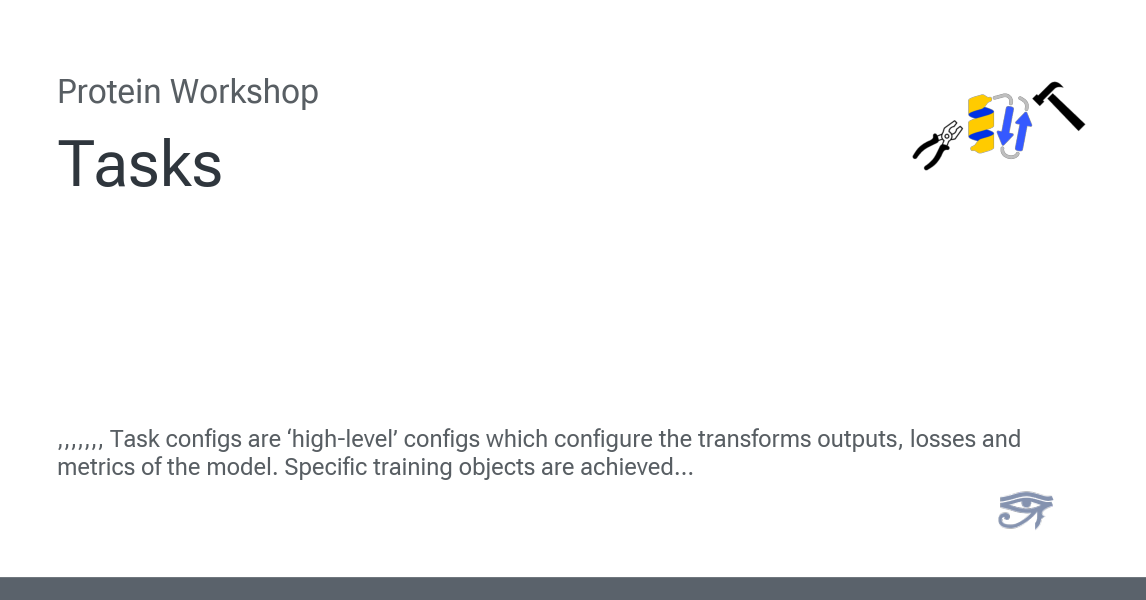 Protein Workshop
Tasks
,,,,,,, Task configs are ‘high-level’ configs which configure the transforms outputs, losses and
metrics of the model. Specific training objects are achieved...